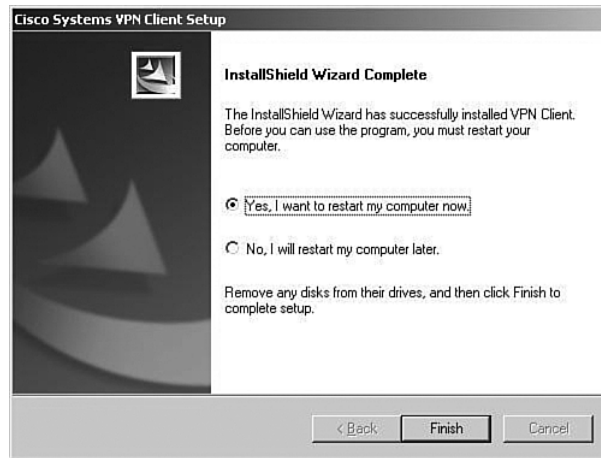 Cisco Systems VPN Client Setup
InstallShield Wizard Complete
The InstallShield Wizard has successfully installed VPN Client.
Before you can use the program, you must restart your
computer.
Yes, I want to restart my computer now.
No, I will restart my computer later.
Remove any disks from their drives, and then click Finish to
complete setup.
< Back
Finish
Cancel